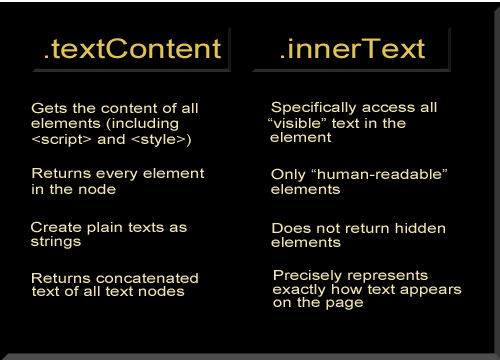 .textContent
Gets the content of all
elements (including
<script> and <style>)
Returns every element
in the node
Create plain texts as
strings
Returns concatenated
text of all text nodes
.innerText
Specifically access all
“visible” text in the
element
Only “human-readable”
elements
Does not return hidden
elements
Precisely represents
exactly how text appears
on the page